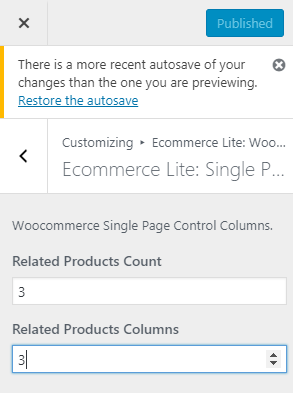 Published
There is a more recent autosave of your
changes than the one you are previewing.
Restore the autosave
Customizing ▸ Ecommerce Lite: Woo...
Ecommerce Lite: Single P...
Woocommerce Single Page Control Columns.
Related Products Count
3
Related Products Columns
3